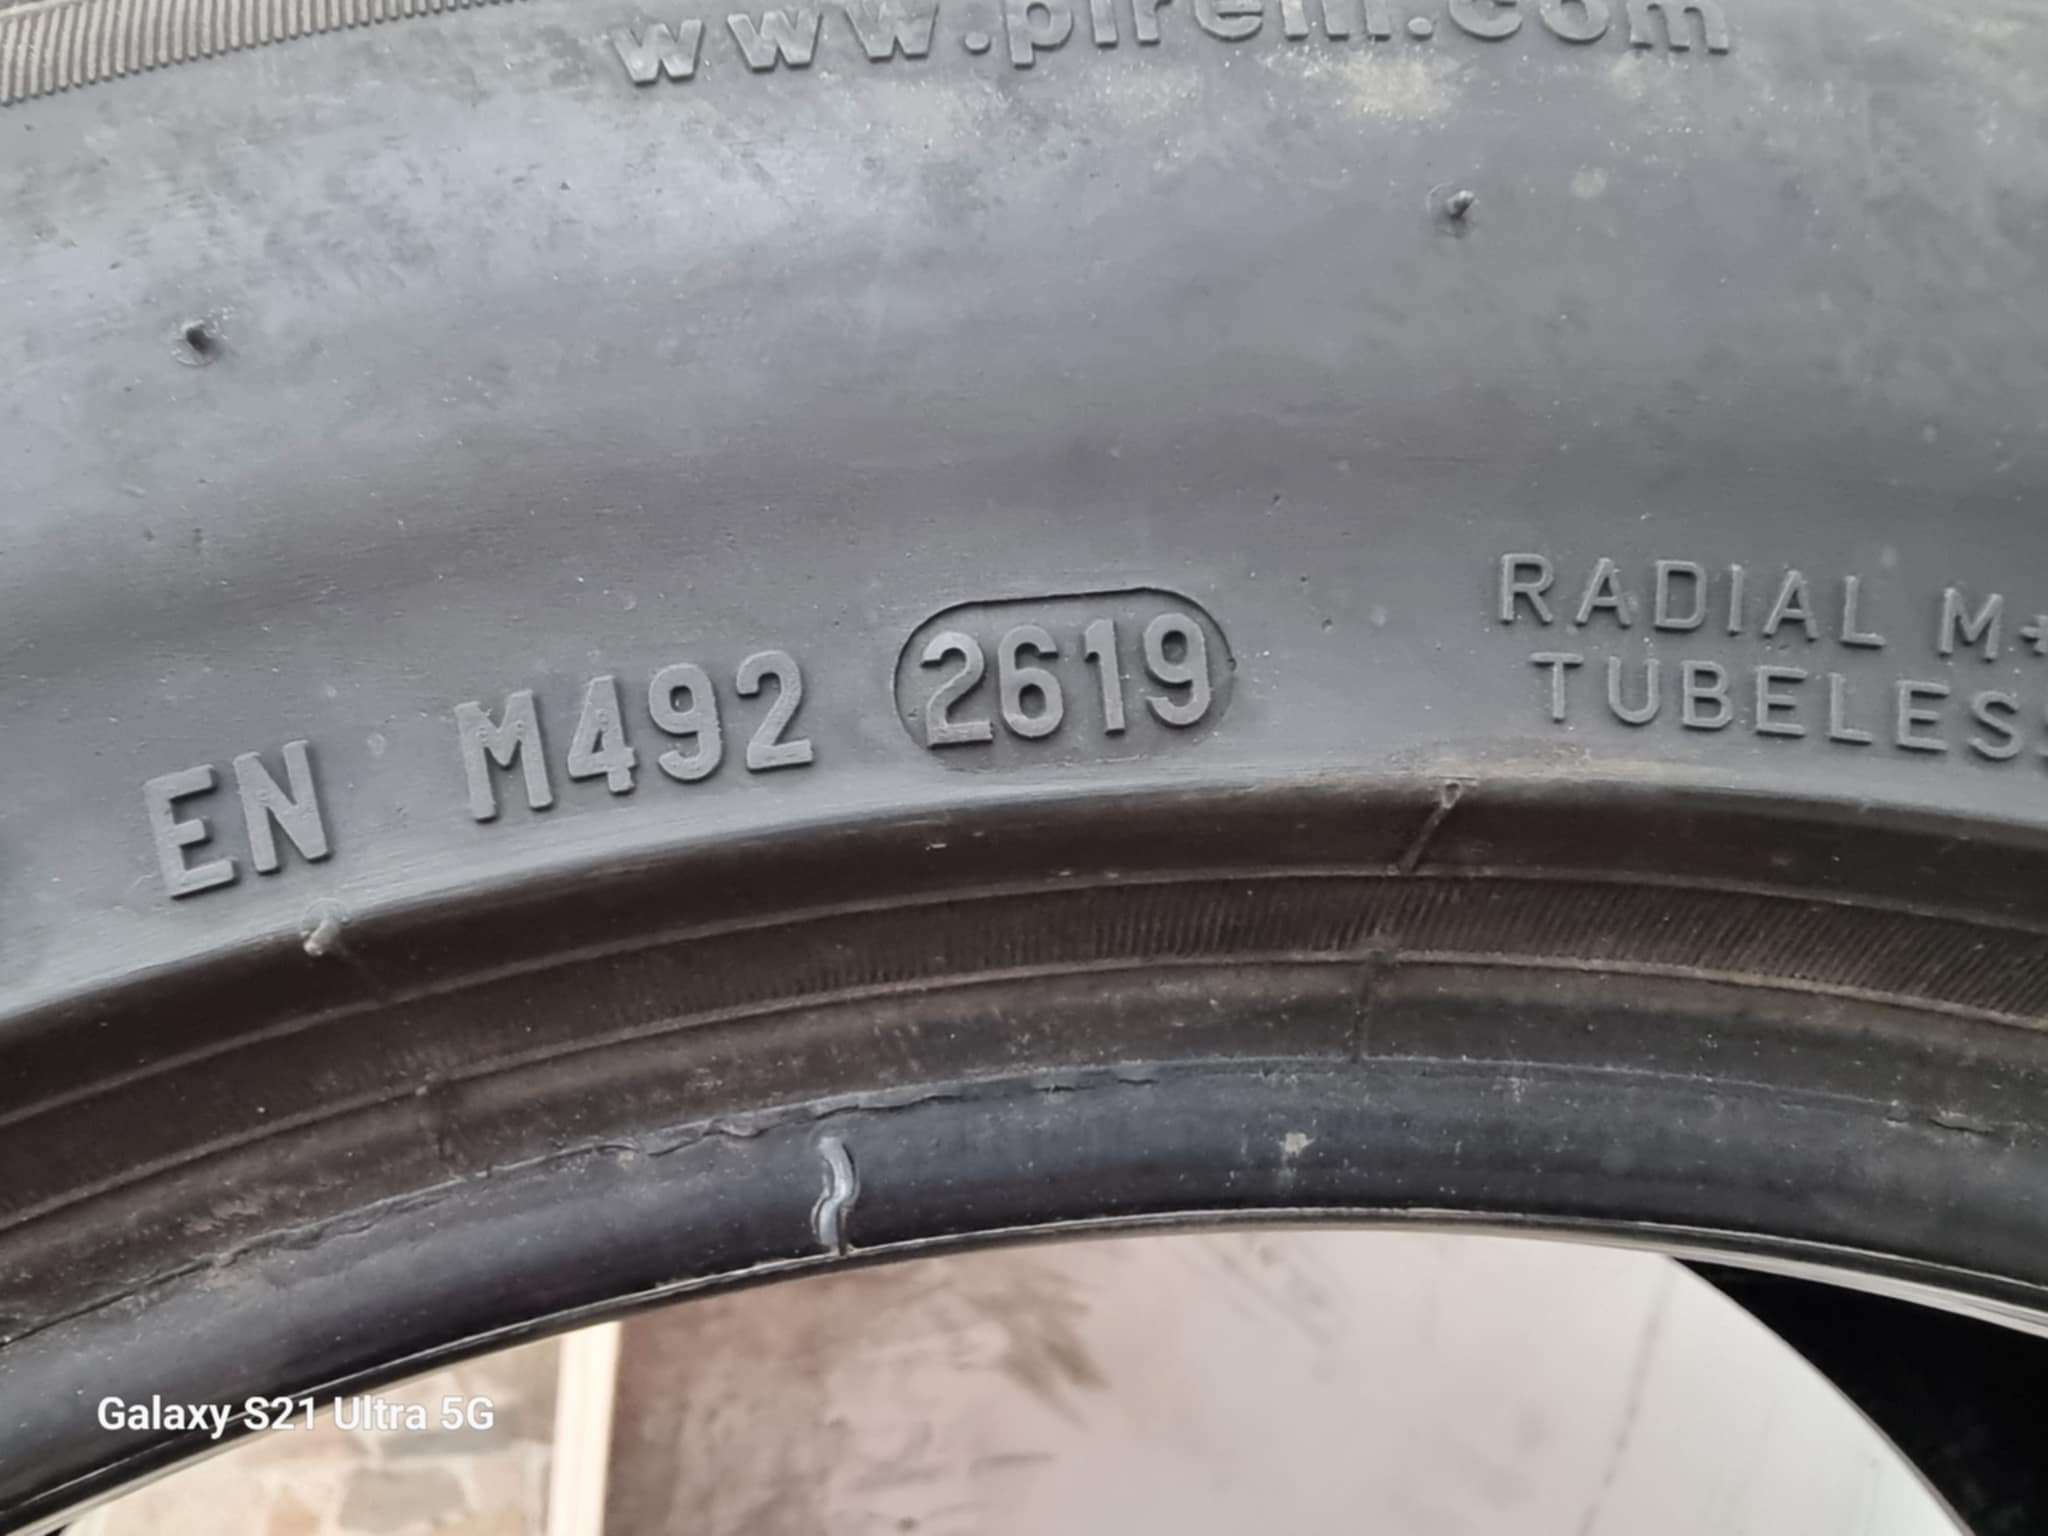 www.pirelli.com
EN M492 2619
RADIAL M+
TUBELES
Galaxy S21 Ultra 5G